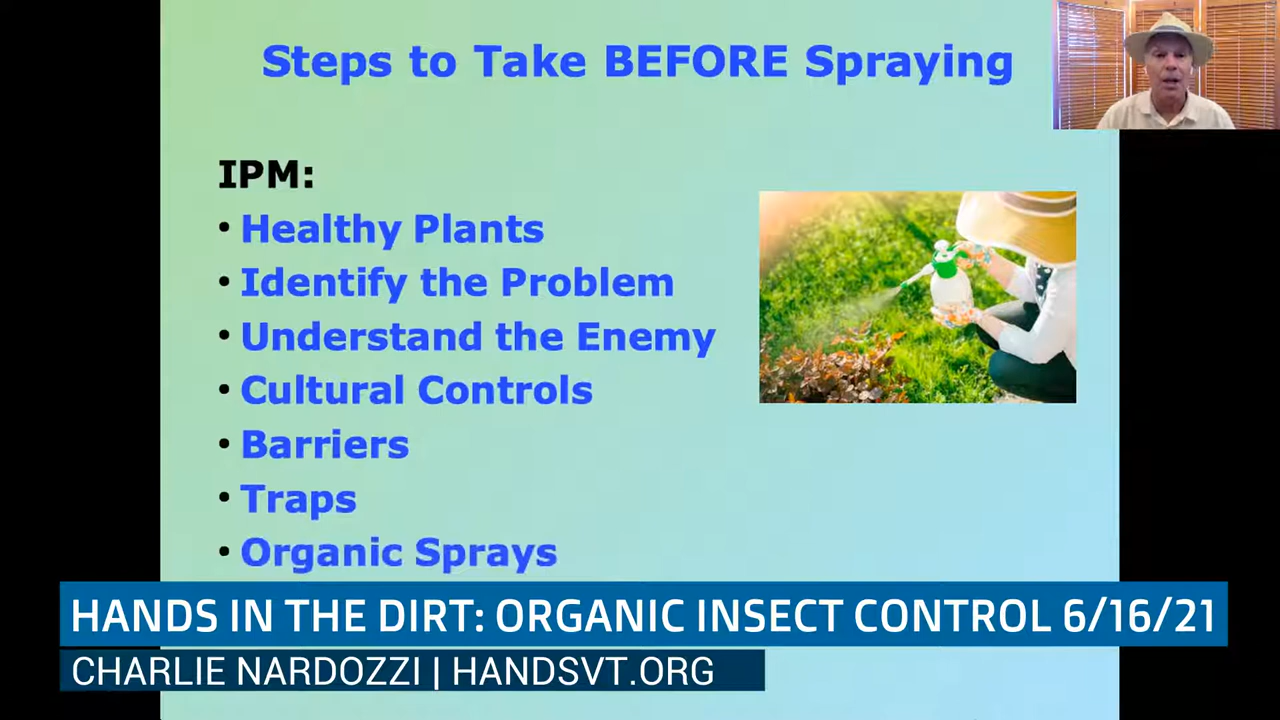 Steps to Take BEFORE Spraying
IPM:
• Healthy Plants
• Identify the Problem
• Understand the Enemy
• Cultural Controls
• Barriers
• Traps
• Organic Sprays
HANDS IN THE DIRT: ORGANIC INSECT CONTROL 6/16/21
CHARLIE NARDOZZI | HANDSVT.ORG